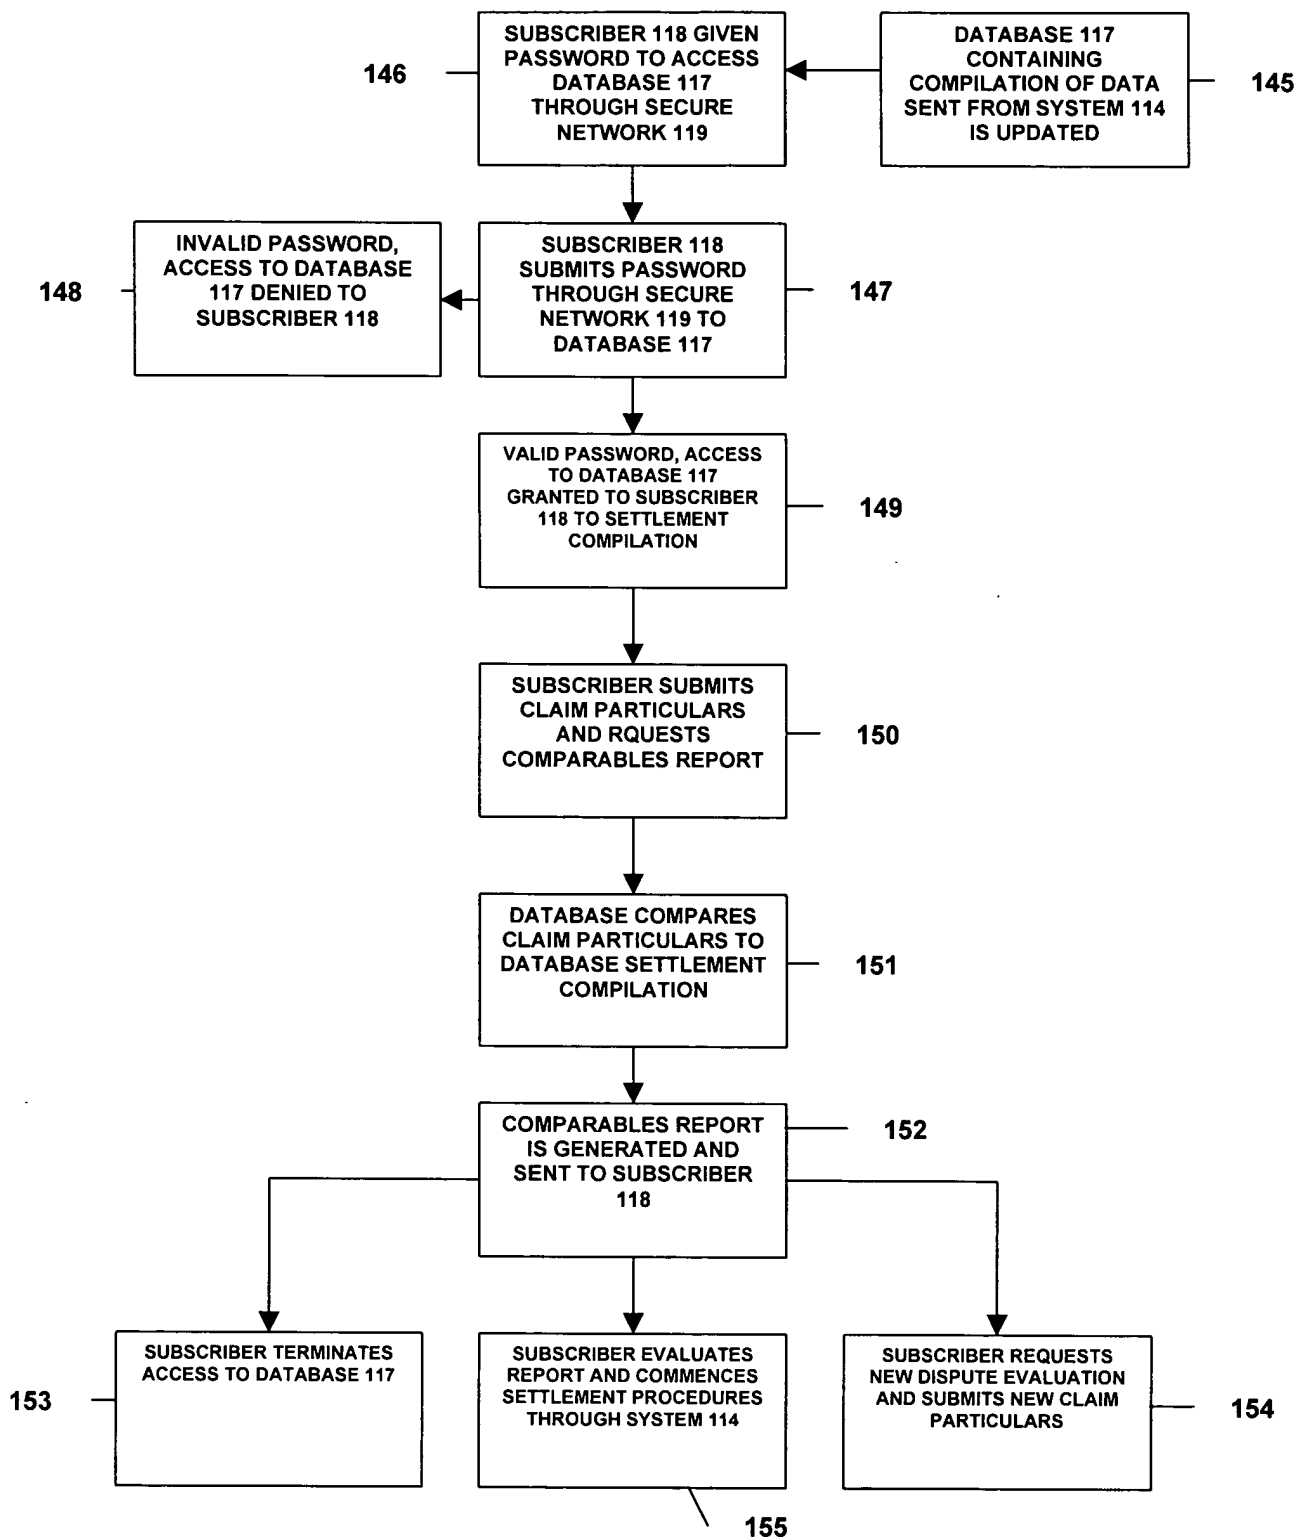 SUBSCRIBER 118 GIVEN
PASSWORD TO ACCESS
DATABASE 117
THROUGH SECURE
NETWORK 119
146
DATABASE 117
CONTAINING
COMPILATION OF DATA
SENT FROM SYSTEM 114
IS UPDATED
145
INVALID PASSWORD,
ACCESS TO DATABASE
117 DENIED TO
SUBSCRIBER 118
148
SUBSCRIBER 118
SUBMITS PASSWORD
THROUGH SECURE
NETWORK 119 TO
DATABASE 117
147
VALID PASSWORD, ACCESS
TO DATABASE 117
GRANTED TO SUBSCRIBER
118 TO SETTLEMENT
COMPILATION
149
SUBSCRIBER SUBMITS
CLAIM PARTICULARS
AND RQUESTS
COMPARABLES REPORT
150
DATABASE COMPARES
CLAIM PARTICULARS TO
DATABASE SETTLEMENT
COMPILATION
151
COMPARABLES REPORT
IS GENERATED AND
SENT TO SUBSCRIBER
118
152
SUBSCRIBER TERMINATES
ACCESS TO DATABASE 117
153
SUBSCRIBER EVALUATES
REPORT AND COMMENCES
SETTLEMENT PROCEDURES
THROUGH SYSTEM 114
155
SUBSCRIBER REQUESTS
NEW DISPUTE EVALUATION
AND SUBMITS NEW CLAIM
PARTICULARS
154